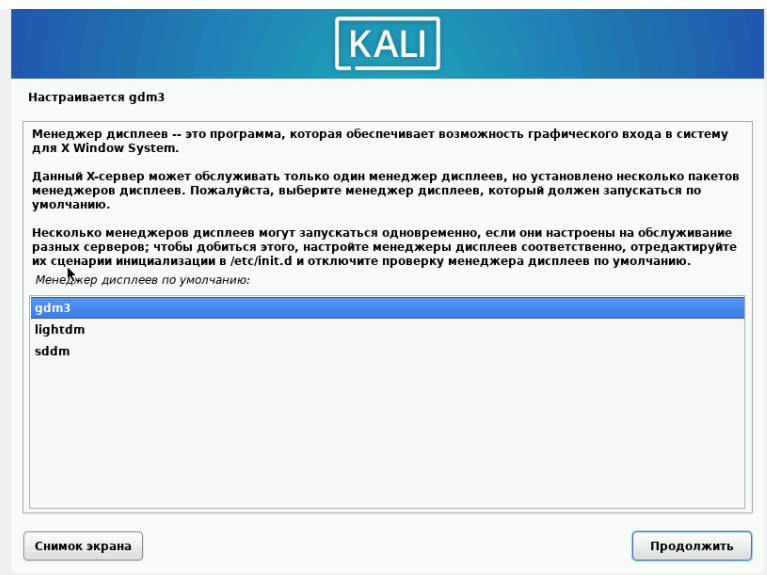 KALI
Настраивается gdm3
Менеджер дисплеев -- это программа, которая обеспечивает возможность графического входа в систему
для X Window System.
Данный X-сервер может обслуживать только один менеджер дисплеев, но установлено несколько пакетов
менеджеров дисплеев. Пожалуйста, выберите менеджер дисплеев, который должен запускаться по
умолчанию.
Несколько менеджеров дисплеев могут запускаться одновременно, если они настроены на обслуживание
разных серверов; чтобы добиться этого, настройте менеджеры дисплеев соответственно, отредактируйте
их сценарии инициализации в /etc/init.d и отключите проверку менеджера дисплеев по умолчанию.
Менеджер дисплеев по умолчанию:
gdm3
lightdm
sddm
Снимок экрана
Продолжить